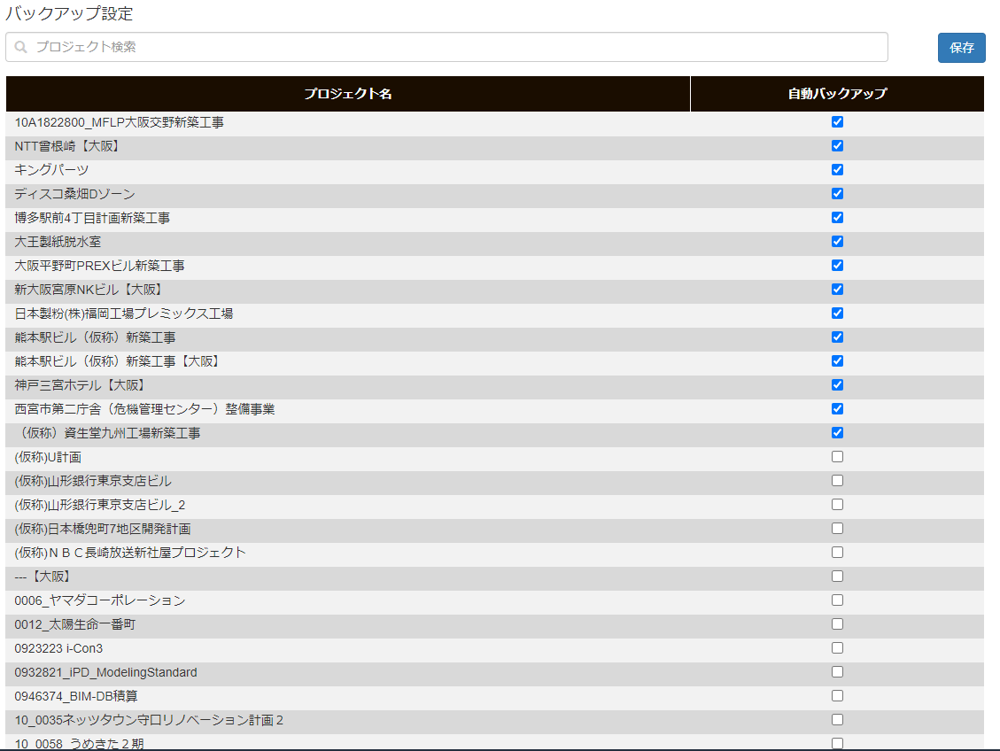 バックアップ設定
プロジェクト検索
保存
プロジェクト名 自動バックアップ
10A1822800_MFLP大阪交野新築工事
NTT曾根崎【大阪】
キングパーツ
ディスコ桑畑Dゾーン
博多駅前4丁目計画新築工事
大王製紙脱水室
大阪平野町PREXビル新築工事
新大阪宮原NKビル【大阪】
日本製粉(株)福岡工場プレミックス工場
熊本駅ビル（仮称）新築工事
熊本駅ビル（仮称）新築工事【大阪】
神戸三宮ホテル【大阪】
西宮市第二庁舎（危機管理センター）整備事業
（仮称）資生堂九州工場新築工事
(仮称)U計画
(仮称)山形銀行東京支店ビル
(仮称)山形銀行東京支店ビル_2
(仮称)日本橋兜町7地区開発計画
(仮称)ＮＢＣ長崎放送新社屋プロジェクト
---【大阪】
0006_ヤマダコーポレーション
0012_太陽生命一番町
0923223 i-Con3
0932821_iPD_ModelingStandard
0946374_BIM-DB積算
10_0035ネッツタウン守口リノベーション計画２
10_0058_うめきた２期